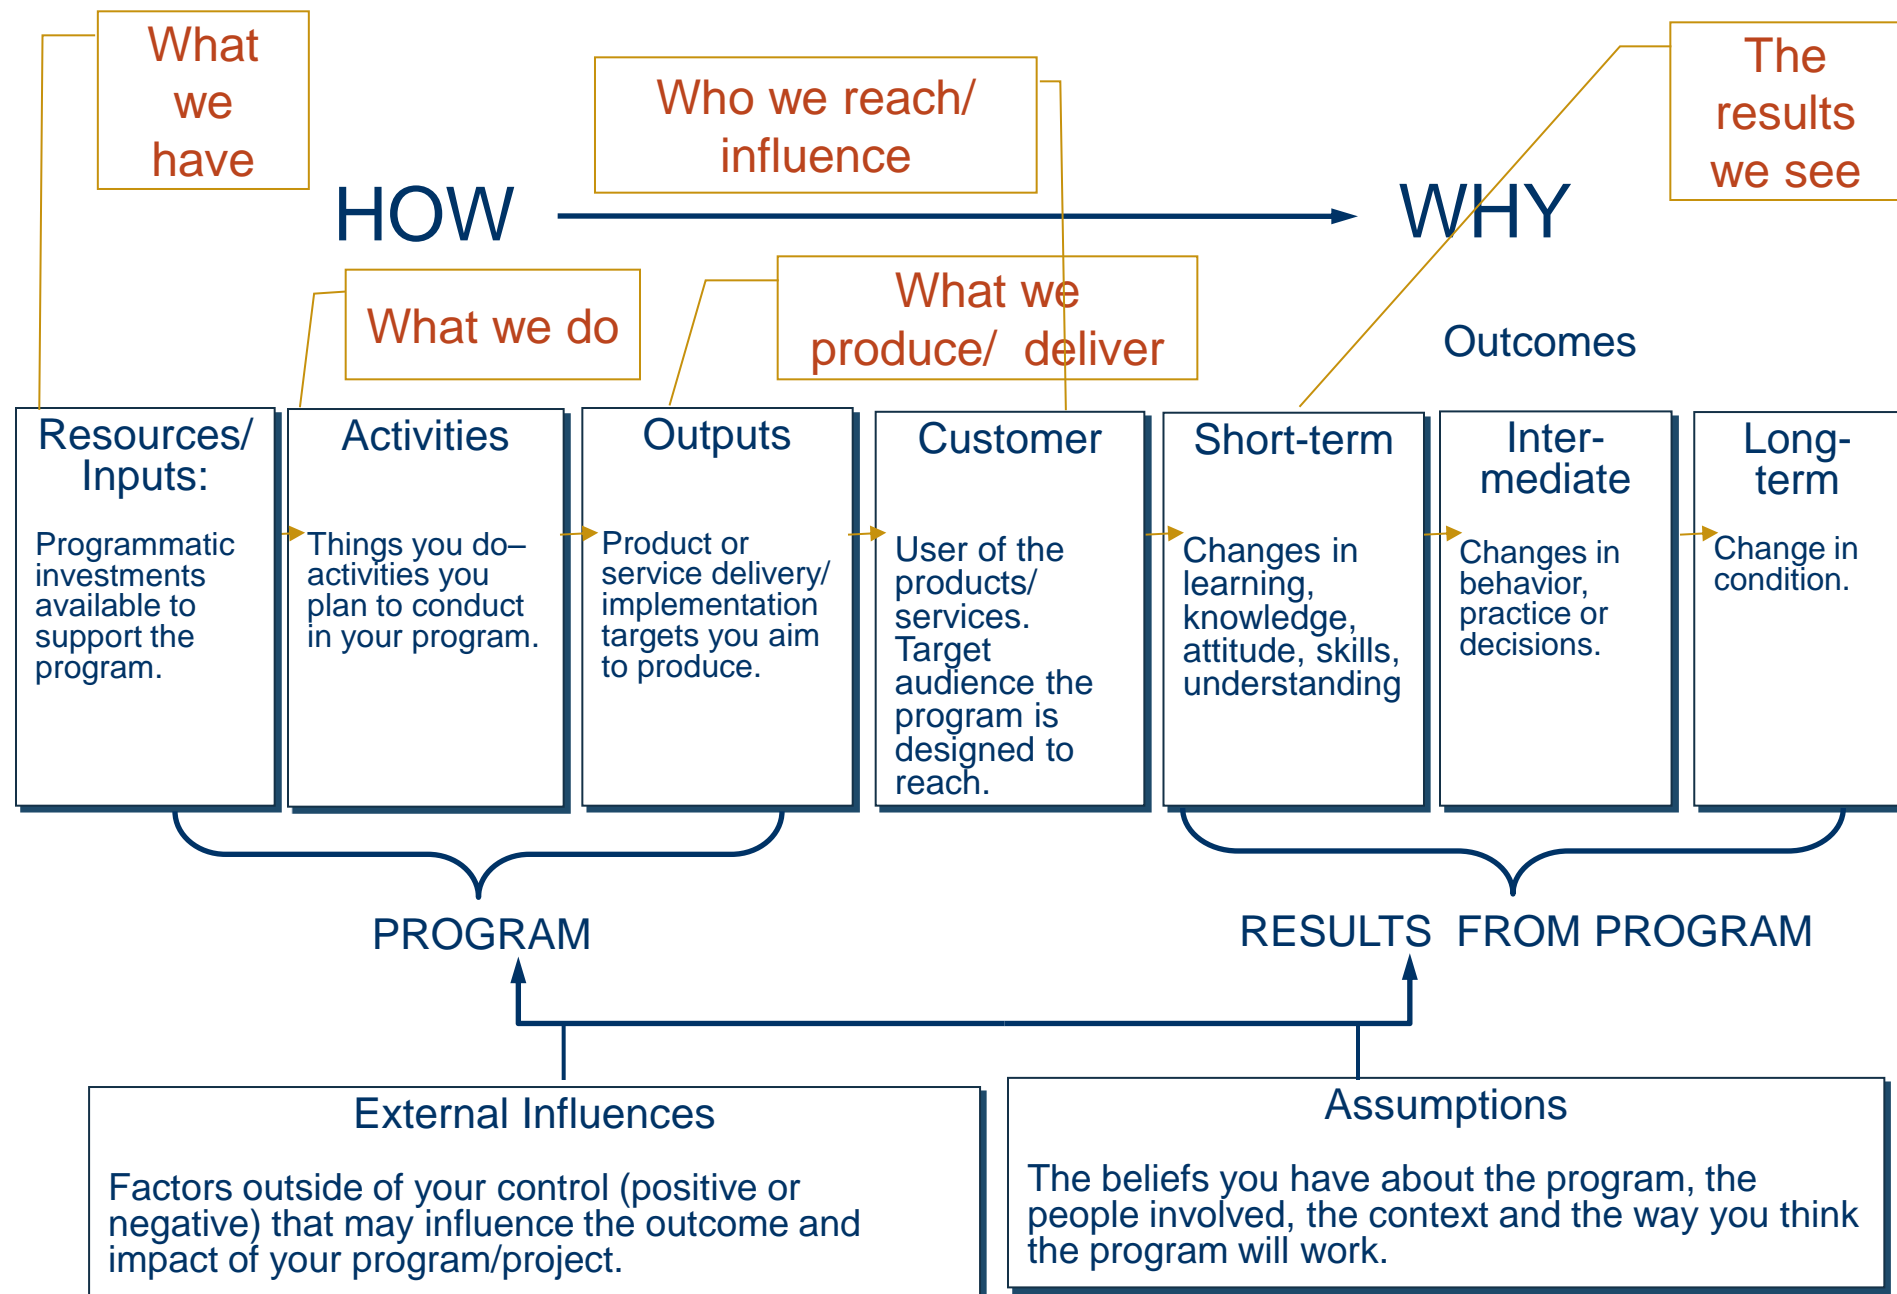 What
we
have
Who we reach/
influence
The
results
we see
HOW
WHY
What we do
What we
produce/ deliver
Outcomes
Resources/
Inputs:
Programmatic
investments
available to
support the
program.
Activities
Things you do–
activities you
plan to conduct
in your program.
Outputs
Product or
service delivery/
implementation
targets you aim
to produce.
Customer
User of the
products/
services.
Target
audience the
program is
designed to
reach.
Short-term
Changes in
learning,
knowledge,
attitude, skills,
understanding
Inter-
mediate
Changes in
behavior,
practice or
decisions.
Long-
term
Change in
condition.
PROGRAM
RESULTS FROM PROGRAM
External Influences
Factors outside of your control (positive or
negative) that may influence the outcome and
impact of your program/project.
Assumptions
The beliefs you have about the program, the
people involved, the context and the way you think
the program will work.